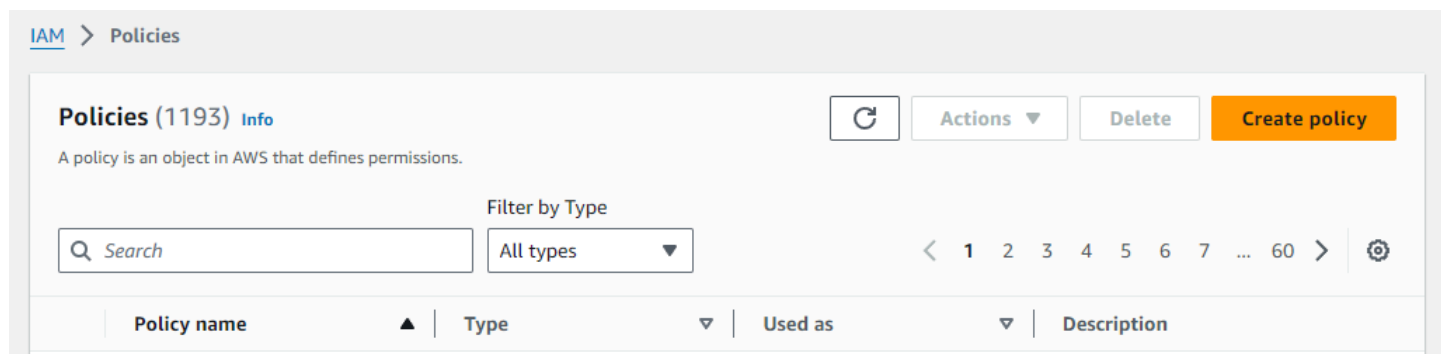 IAM > Policies
Policies (1193) Info
Actions Delete Create policy
A policy is an object in AWS that defines permissions.
Filter by Type
Search All types < 1 2 3 4 5 6 7 ... 60 >
Policy name Type Used as Description